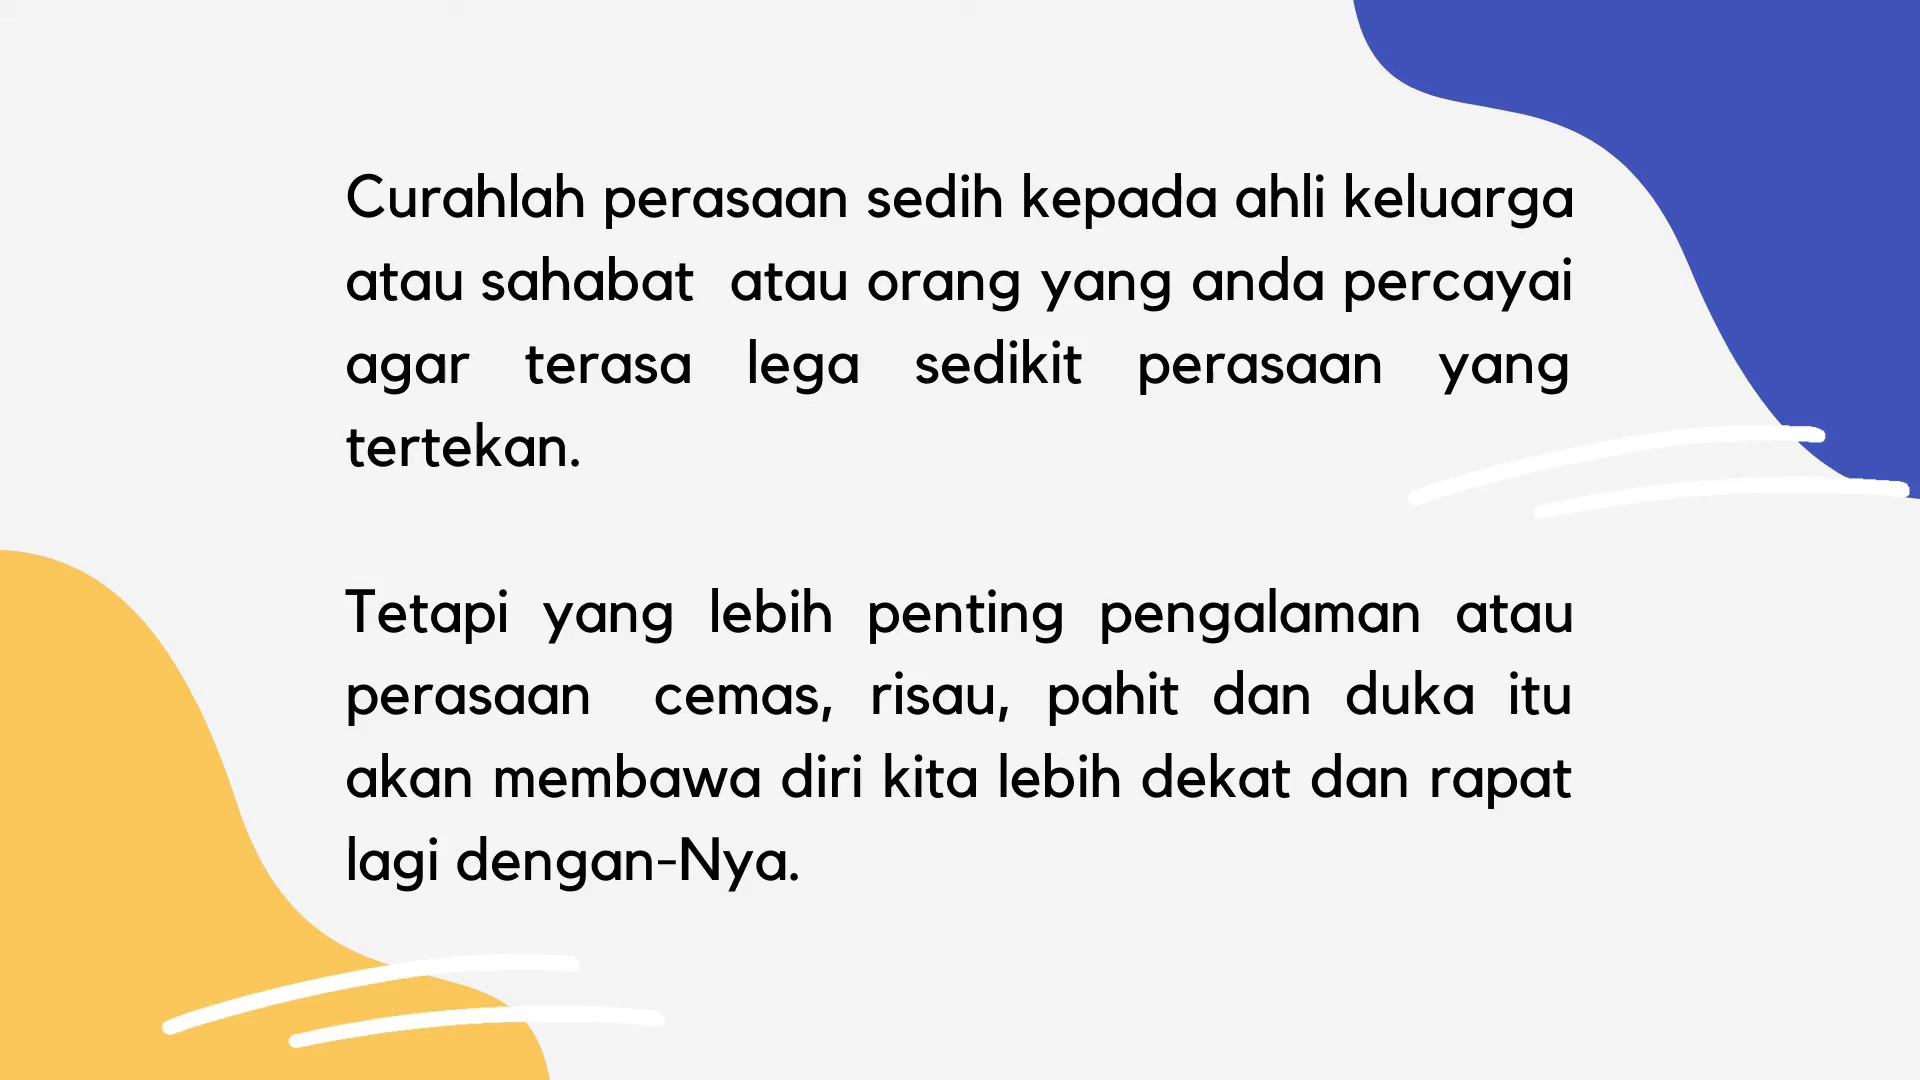 Curahlah perasaan sedih kepada ahli keluarga
atau sahabat  atau orang yang anda percayai
agar terasa lega sedikit perasaan yang
tertekan.
Tetapi yang lebih penting pengalaman atau
perasaan  cemas, risau, pahit dan duka itu
akan membawa diri kita lebih dekat dan rapat
lagi dengan-Nya.